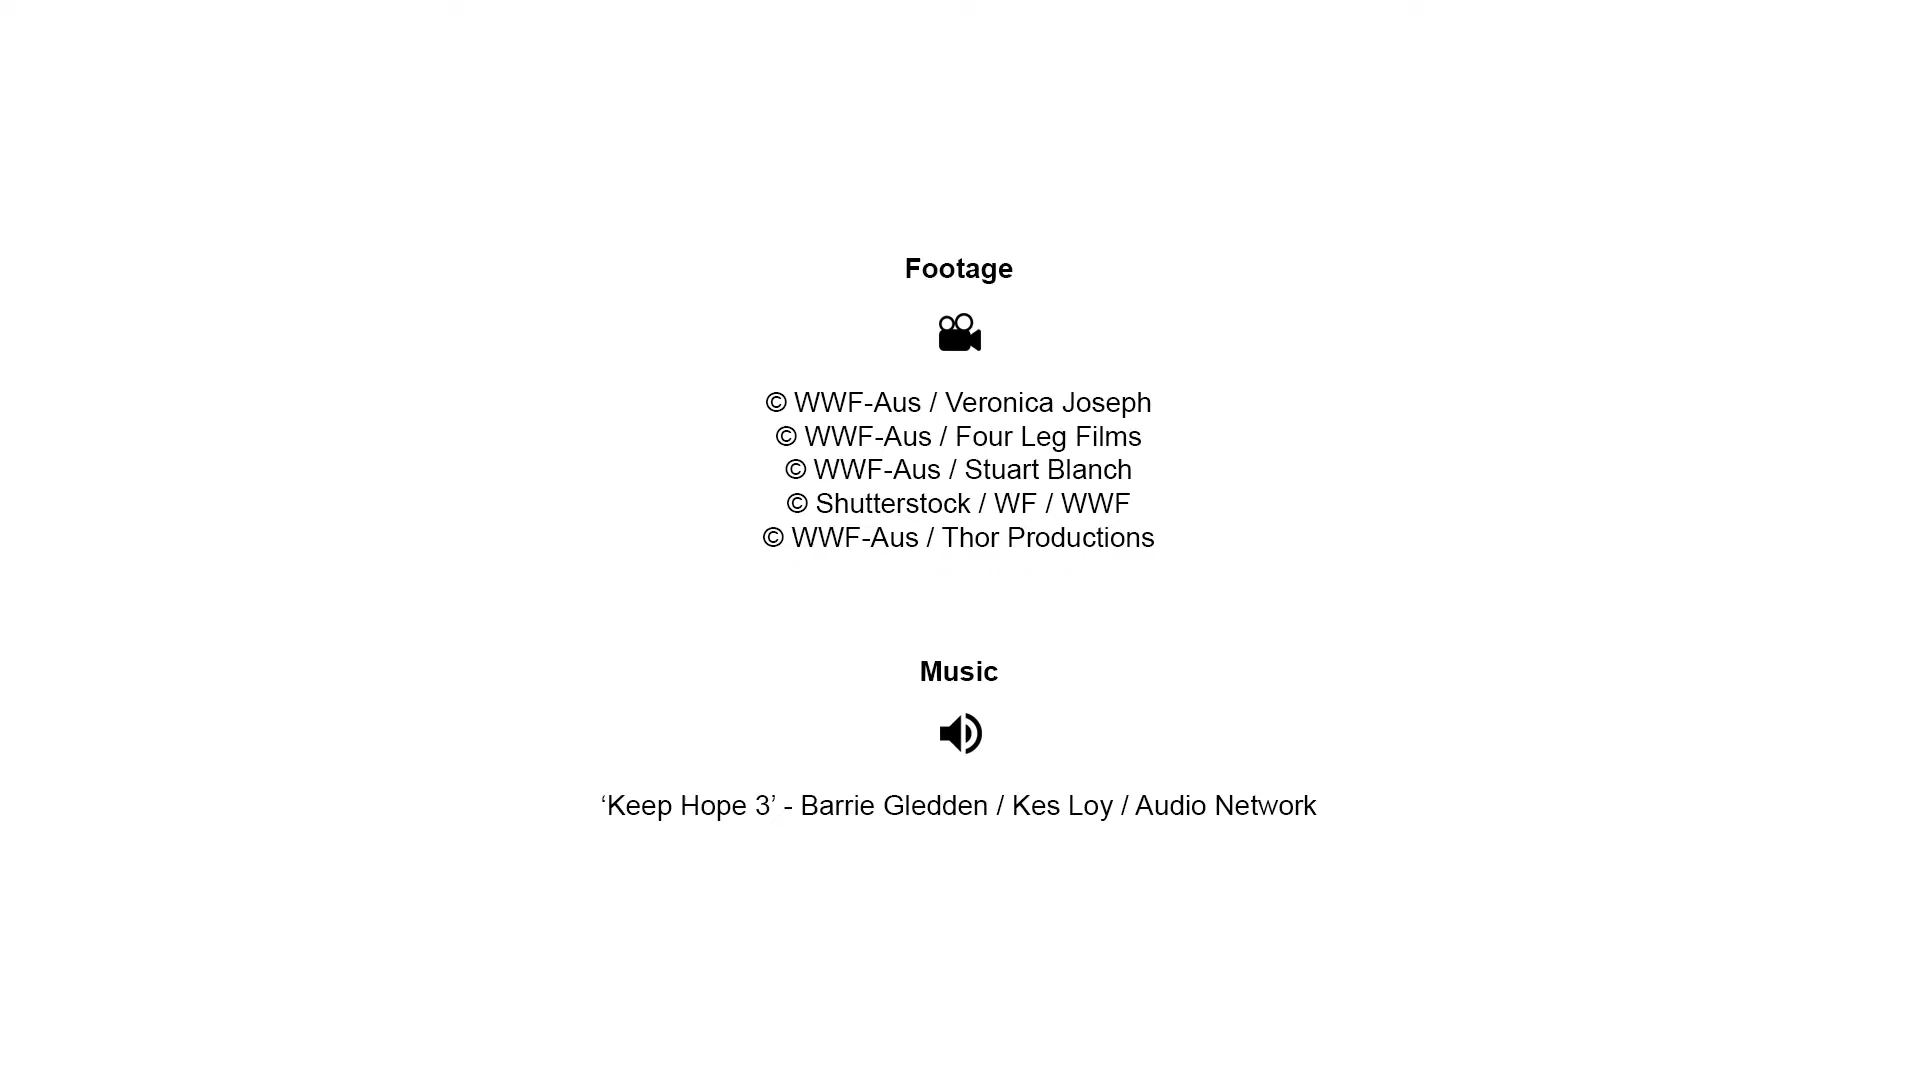 Footage
© WWF-Aus / Veronica Joseph
© WWF-Aus / Four Leg Films
© WWF-Aus / Stuart Blanch
© Shutterstock / WF / WWF
© WWF-Aus / Thor Productions
Music
‘Keep Hope 3’ - Barrie Gledden / Kes Loy / Audio Network